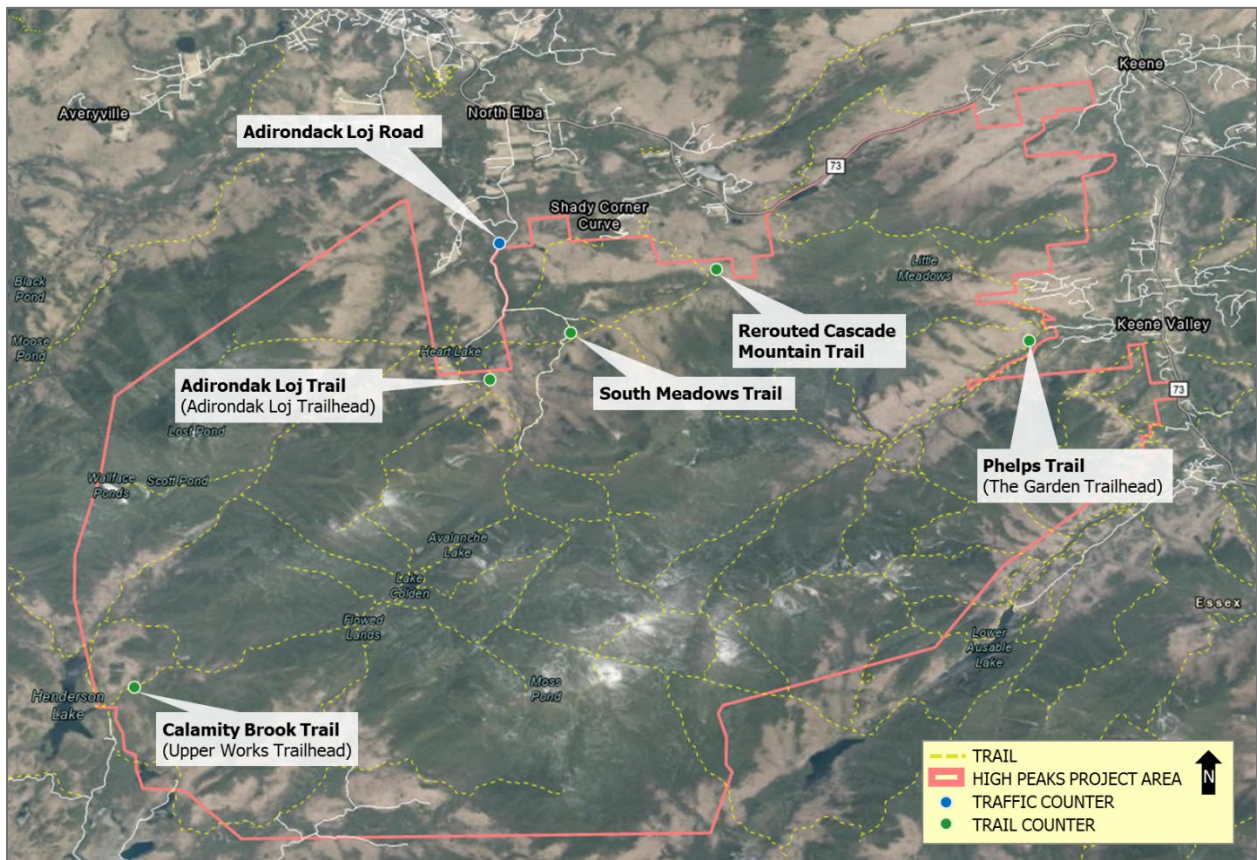 Keene
Averyville
North Elba
Adirondack Loj Road
73
Shady Corner
Curve
Black
Pond
Little
Meadows
Moose
Pond
Heart Lake
Rerouted Cascade
Mountain Trail
Keene Valley
Adirondak Loj Trail
(Adirondak Loj Trailhead)
South Meadows Trail
73
Lost Pond
Phelps Trail
(The Garden Trailhead)
Wallface
Ponds
Scott Pond
Avalanche
Lake
Lake
Colden
Flowed
Lands
Essex
Lower
Ausable
Lake
Moss
Pond
Henderson
Lake
Calamity Brook Trail
(Upper Works Trailhead)
TRAIL
HIGH PEAKS PROJECT AREA
TRAFFIC COUNTER
TRAIL COUNTER
N